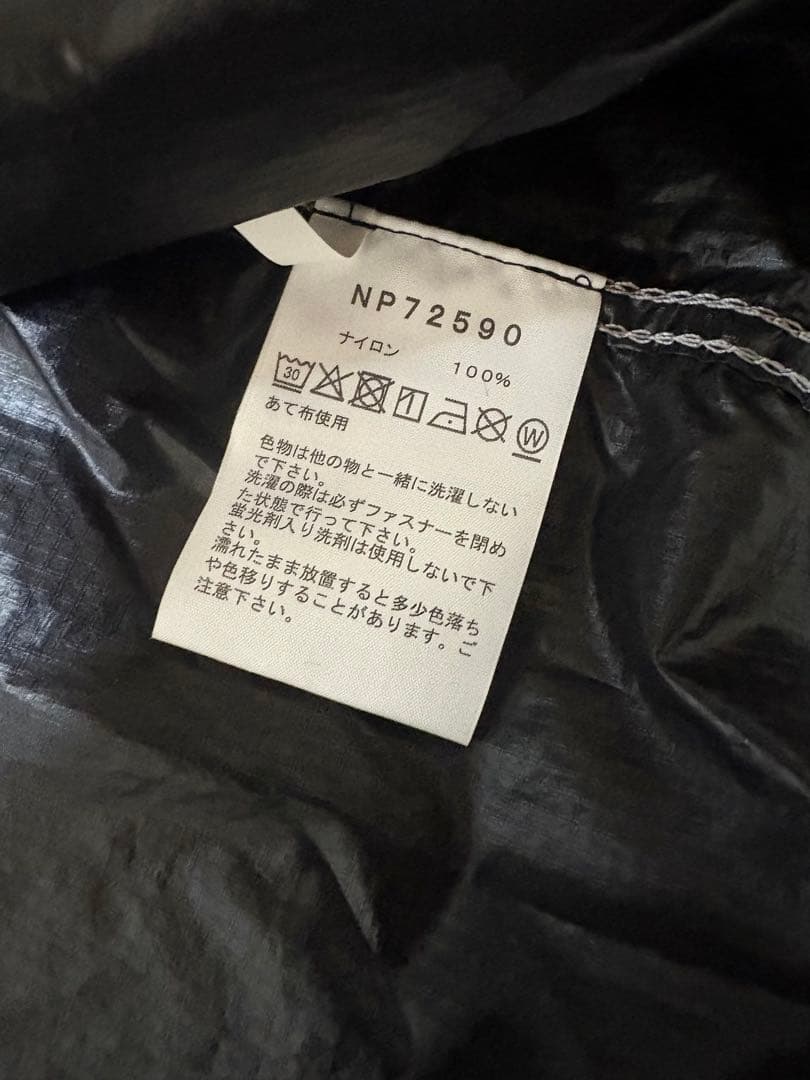 NP72590
ナイロン 100%
30 W
あて布使用
色物は他の物と一緒に洗濯しない
で下さい。
洗濯の際は必ずファスナーを閉め
た状態で行って下さい。
蛍光剤入り洗剤は使用しないで下
さい。
濡れたまま放置すると多少色落ち
や色移りすることがあります。ご
注意下さい。